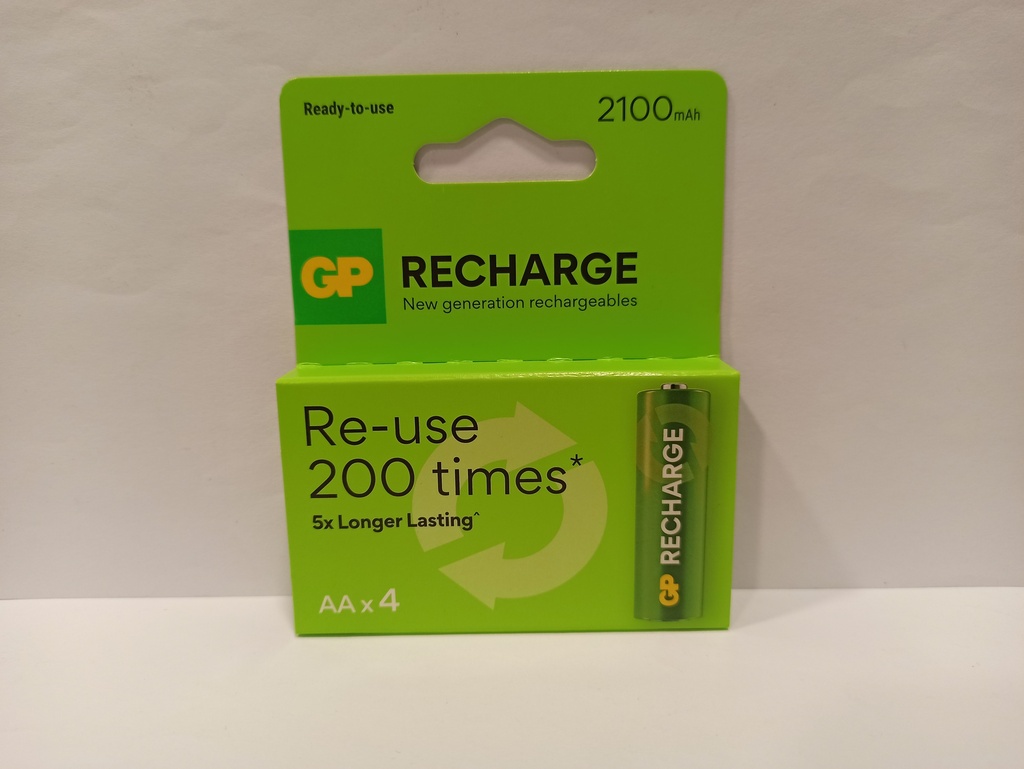 Ready-to-use
2100mAh
GP
RECHARGE
New generation rechargeables
Re-use
200 times*
5x Longer Lasting^
AA x 4
GP RECHARGE